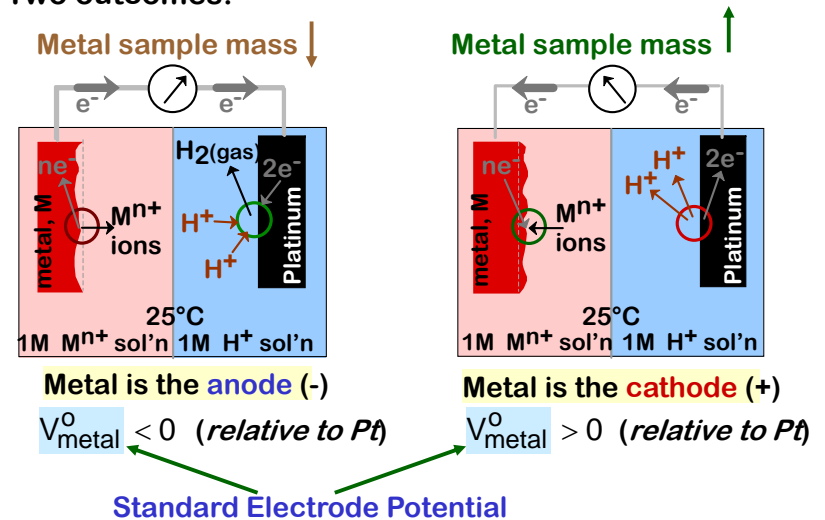 Two outcomes:
Metal sample mass
Metal sample mass
e- e-
e- e-
ne-
H2(gas)
2e-
metal, M
Mn+
ions
H+
H+
Platinum
25°C
1M Mn+ sol’n 1M H+ sol’n
ne-
H+
H+
2e-
metal, M
Mn+
ions
Platinum
25°C
1M Mn+ sol’n 1M H+ sol’n
Metal is the anode (-)
Metal is the cathode (+)
V°metal < 0 (relative to Pt)
V°metal > 0 (relative to Pt)
Standard Electrode Potential